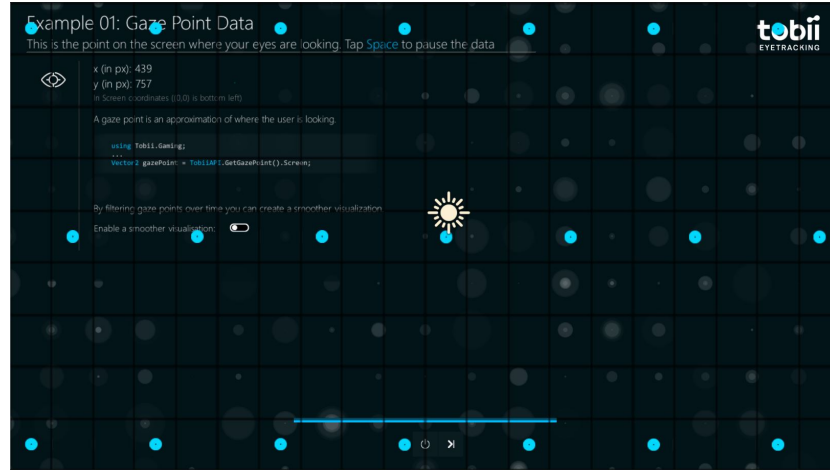 Example 01: Gaze Point Data
This is the point on the screen where your eyes are looking. Tap Space to pause the data
tobii
EYETRACKING
x (in px): 439
y (in px): 757
in Screen coordinates ((0,0) is bottom left)
A gaze point is an approximation of where the user is looking.
using Tobii.Gaming;
...
Vector2 gazePoint = TobiiAPI.GetGazePoint().Screen;
By filtering gaze points over time you can create a smoother visualization
Enable a smoother visualisation: